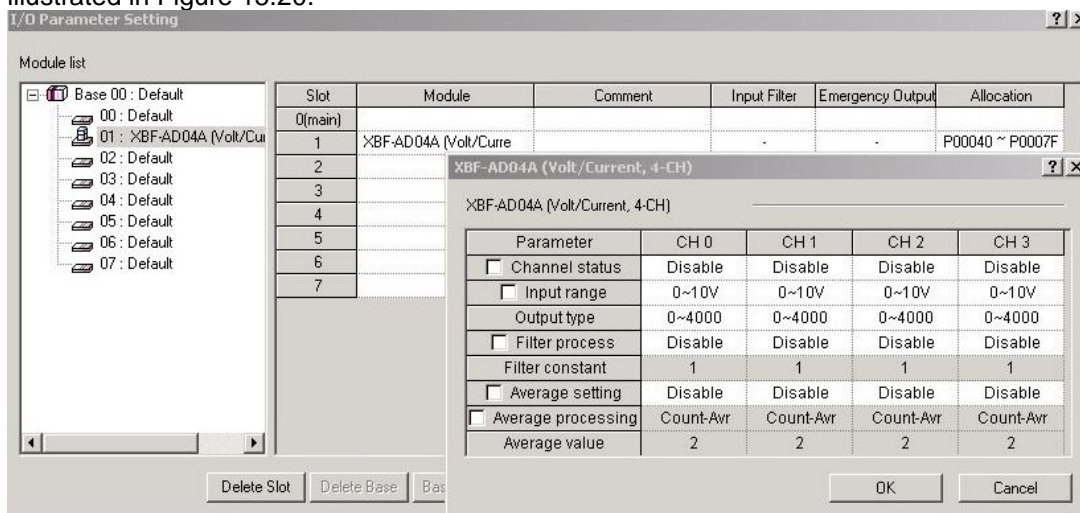 illustrated in Figure 13.20.
I/O Parameter Setting
Module list
Base 00 : Default
00 : Default
01 : XBF-AD04A (Volt/Cur
02 : Default
03 : Default
04 : Default
05 : Default
06 : Default
07 : Default
Slot Module Comment Input Filter Emergency Output Allocation
0(main)
1 XBF-AD04A (Volt/Curre - - P00040 ~ P0007F
2
3
4
5
6
7
XBF-AD04A (Volt/Current, 4-CH)
XBF-AD04A (Volt/Current, 4-CH)
Parameter CH 0 CH 1 CH 2 CH 3
Channel status Disable Disable Disable Disable
Input range 0~10V 0~10V 0~10V 0~10V
Output type 0~4000 0~4000 0~4000 0~4000
Filter process Disable Disable Disable Disable
Filter constant 1 1 1 1
Average setting Disable Disable Disable Disable
Average processing Count-Avr Count-Avr Count-Avr Count-Avr
Average value 2 2 2 2
OK Cancel
Delete Slot Delete Base Bas